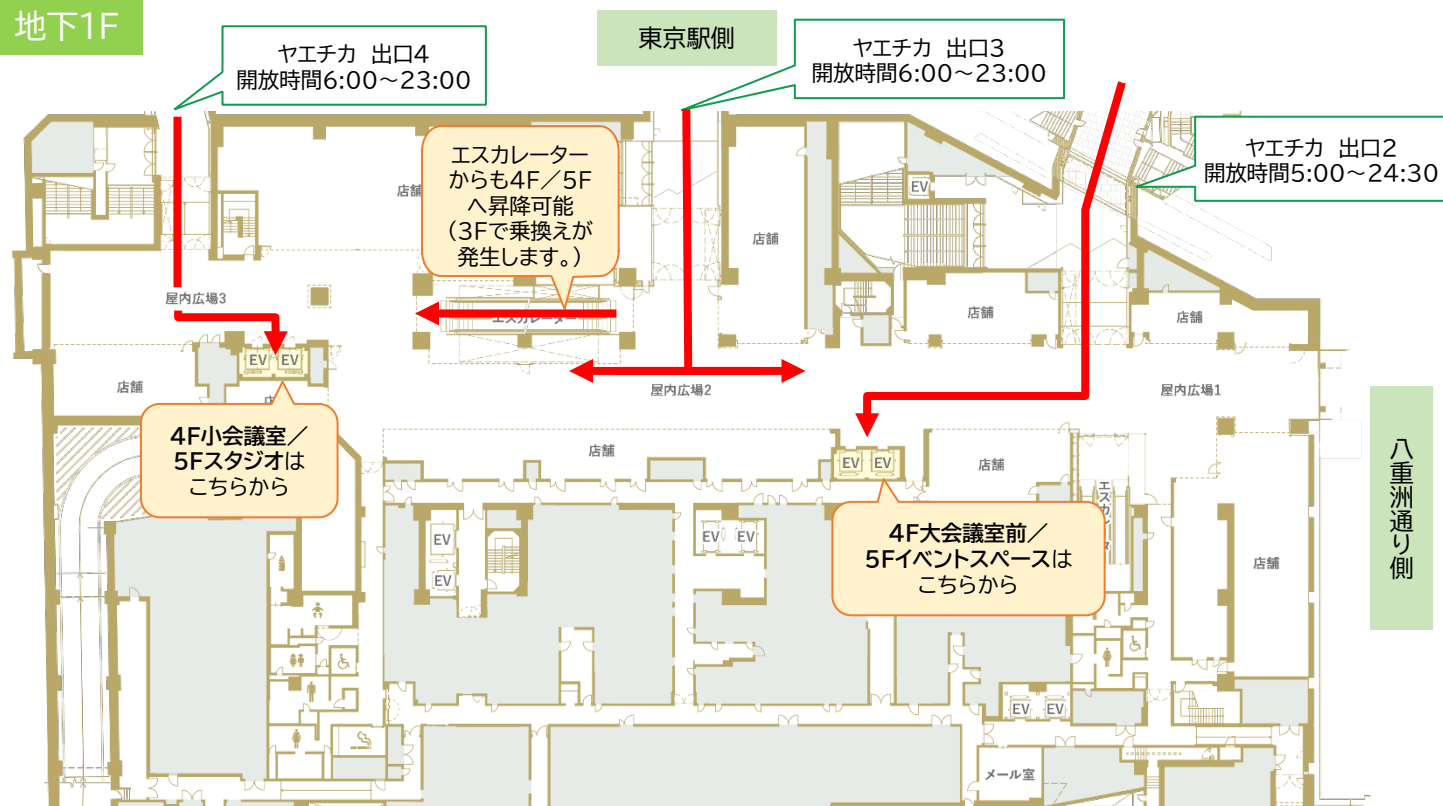 地下1F
ヤエチカ 出口4
開放時間6:00～23:00
東京駅側
ヤエチカ 出口3
開放時間6:00～23:00
ヤエチカ 出口2
開放時間5:00～24:30
エスカレーター
からも4F／5F
へ昇降可能
（3Fで乗換えが
発生します。）
店舗
店舗
EV
屋内広場3
エスカレーター
店舗
店舗
EV
EV
店舗
屋内広場2
屋内広場1
4F小会議室／
5Fスタジオは
こちらから
店舗
EV
EV
店舗
エスカレ
4F大会議室前／
5Fイベントスペースは
こちらから
八重洲通り側
EV
EV
EV
EV
店舗
EV
EV
メール室